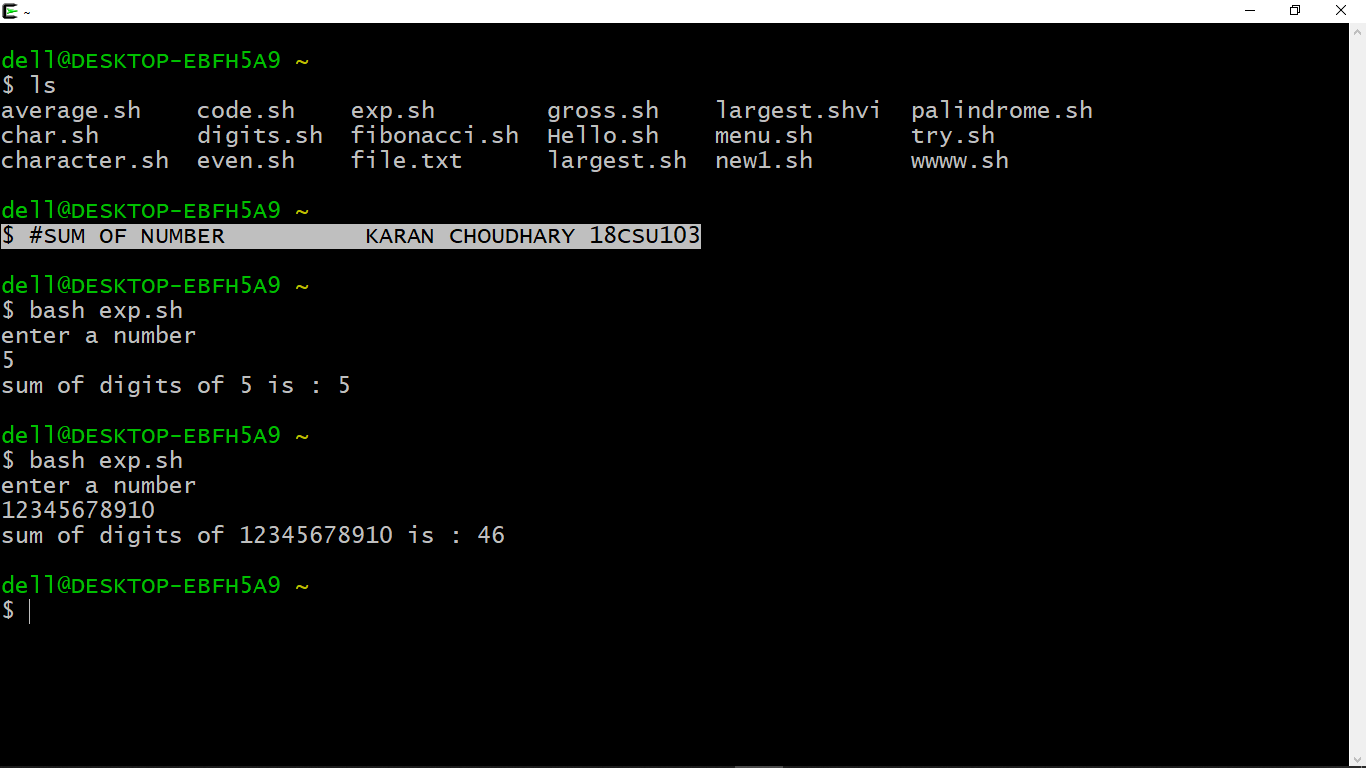 ~
dell@DESKTOP-EBFH5A9 ~
$ ls
average.sh    code.sh    exp.sh        gross.sh    largest.shvi  palindrome.sh
char.sh       digits.sh  fibonacci.sh  Hello.sh    menu.sh       try.sh
character.sh  even.sh    file.txt      largest.sh  new1.sh       wwww.sh
dell@DESKTOP-EBFH5A9 ~
$ #SUM OF NUMBER          KARAN CHOUDHARY 18CSU103
dell@DESKTOP-EBFH5A9 ~
$ bash exp.sh
enter a number
5
sum of digits of 5 is : 5
dell@DESKTOP-EBFH5A9 ~
$ bash exp.sh
enter a number
12345678910
sum of digits of 12345678910 is : 46
dell@DESKTOP-EBFH5A9 ~
$